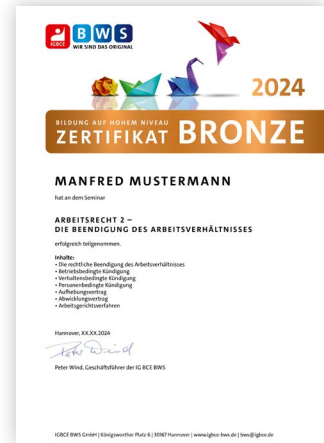 IGBCE
BWS
WIR SIND DAS ORIGINAL
2024
BILDUNG AUF HOHEM NIVEAU
ZERTIFIKAT BRONZE
MANFRED MUSTERMANN
hat an dem Seminar
ARBEITSRECHT 2 –
DIE BEENDIGUNG DES ARBEITSVERHÄLTNISSES
erfolgreich teilgenommen.
Inhalte:
• Die rechtliche Beendigung des Arbeitsverhältnisses
• Betriebsbedingte Kündigung
• Verhaltensbedingte Kündigung
• Personenbedingte Kündigung
• Aufhebungsvertrag
• Abwicklungsvertrag
• Arbeitsgerichtsverfahren
Hannover, XX.XX.2024
Peter Wind
Peter Wind, Geschäftsführer der IG BCE BWS
IGBCE BWS GmbH | Königsworther Platz 6 | 30167 Hannover | www.igbce-bws.de | bws@igbce.de